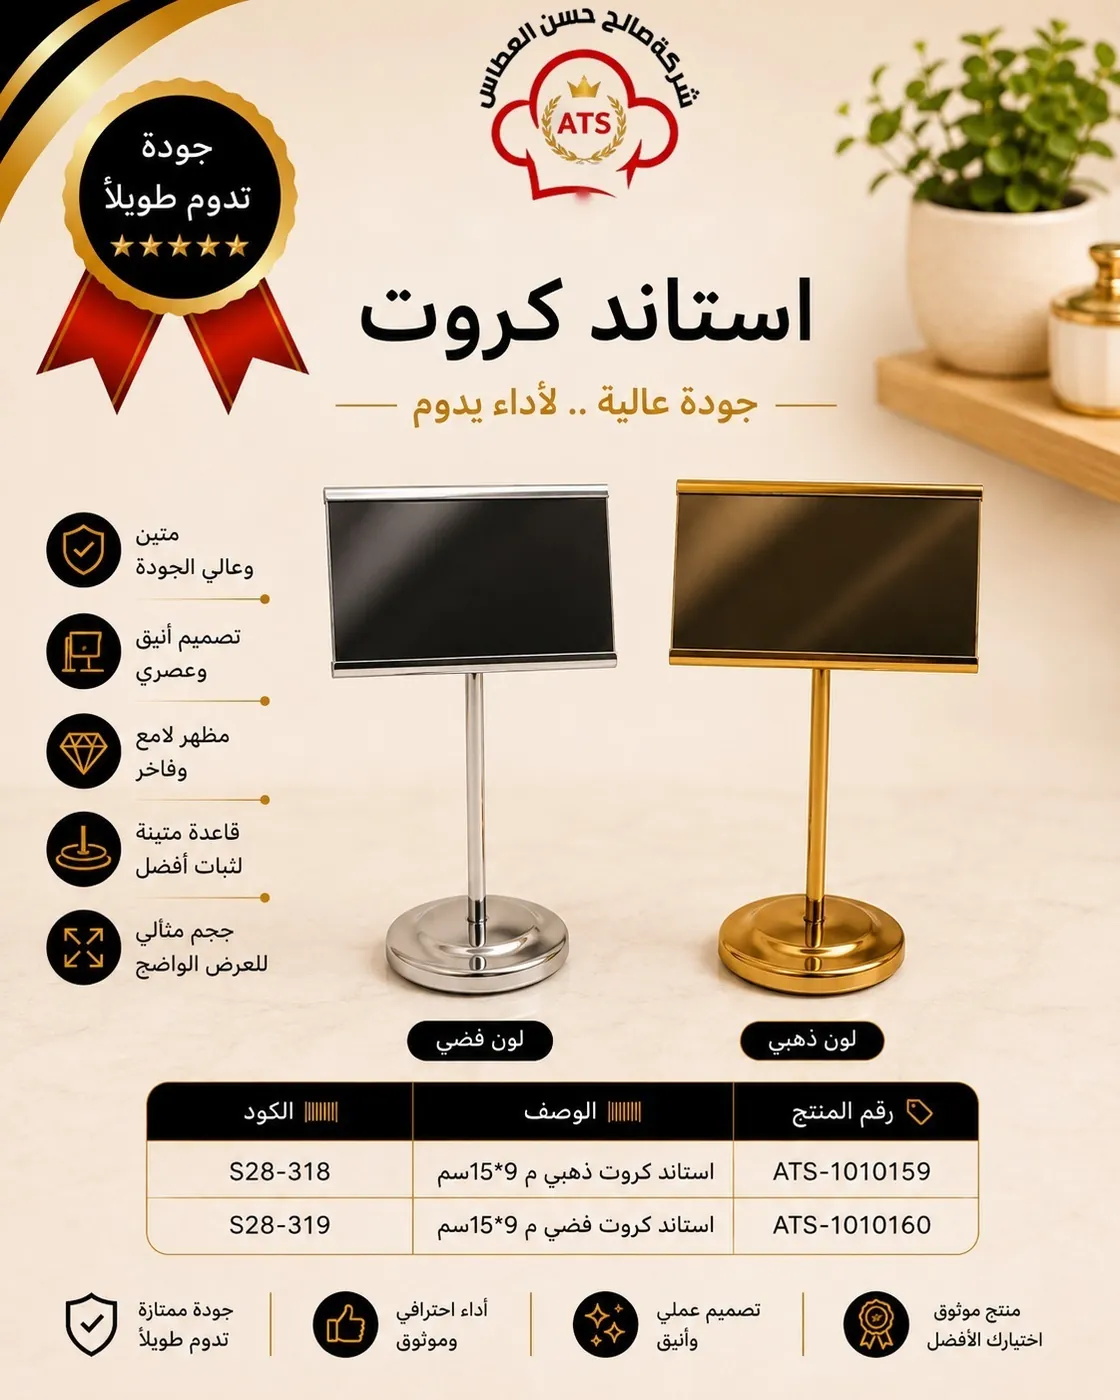 شركة صالح حسن العطاس
ATS
جودة
تدوم طويلاً
استاند كروت
جودة عالية .. لأداء يدوم
متين
وعالي الجودة
تصميم أنيق
وعصري
مظهر لامع
وفاخر
قاعدة متينة
لثبات أفضل
ججم مثألي
للعرض الواضح
لون فضي
لون ذهبي
رقم المنتج الوصف الكود
ATS-1010159 استاند كروت ذهبي م 9*15سم S28-318
ATS-1010160 استاند كروت فضي م 9*15سم S28-319
منتج موثوق
اختيارك الأفضل
تصميم عملي
وأنيق
أداء احترافي
وموثوق
جودة ممتازة
تدوم طويلاً